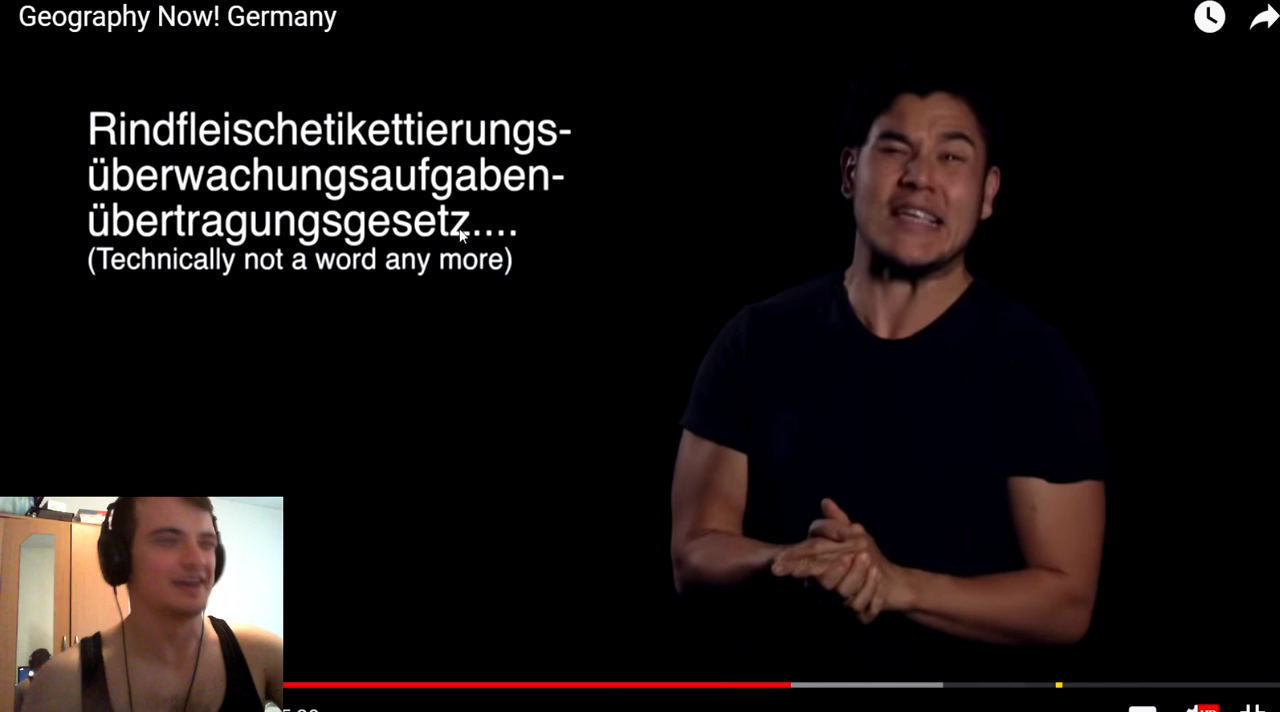 Geography Now! Germany
Rindfleischetikettierungs-
überwachungsaufgaben-
übertragungsgesetz....
(Technically not a word any more)